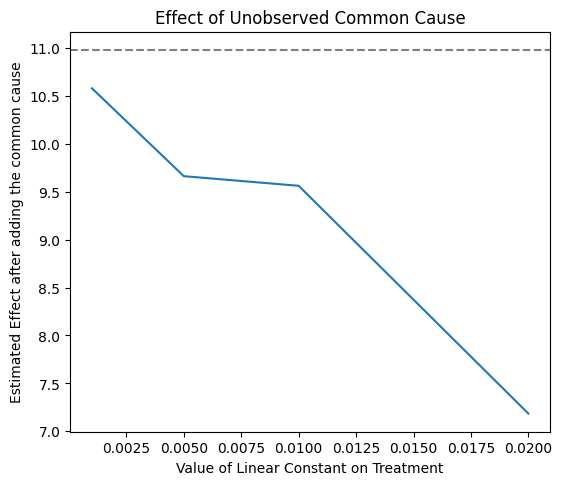 Effect of Unobserved Common Cause
Estimated Effect after adding the common cause
11.0
10.5
10.0
9.5
9.0
8.5
8.0
7.5
7.0
0.0025 0.0050 0.0075 0.0100 0.0125 0.0150 0.0175 0.0200
Value of Linear Constant on Treatment